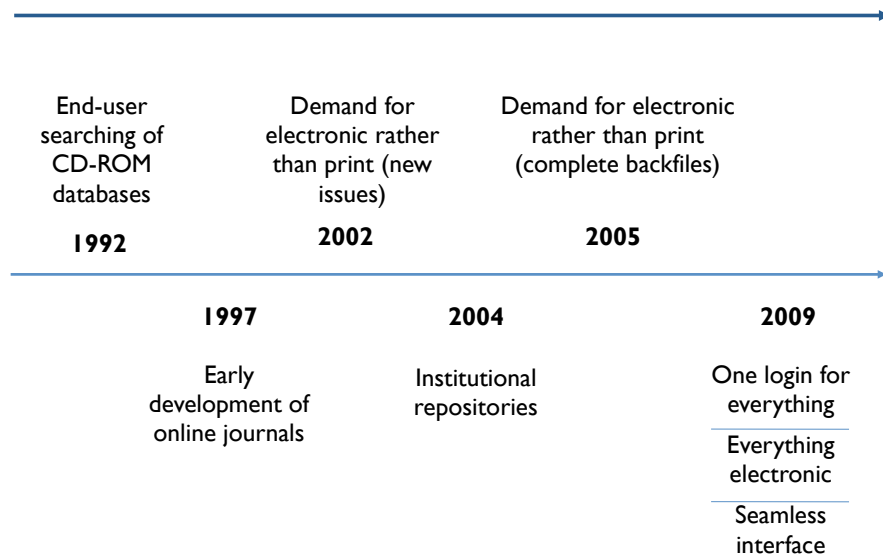 End-user
searching of
CD-ROM
databases
1992
Demand for
electronic rather
than print (new
issues)
2002
Demand for electronic
rather than print
(complete backfiles)
2005
1997
Early
development of
online journals
2004
Institutional
repositories
2009
One login for
everything
Everything
electronic
Seamless
interface